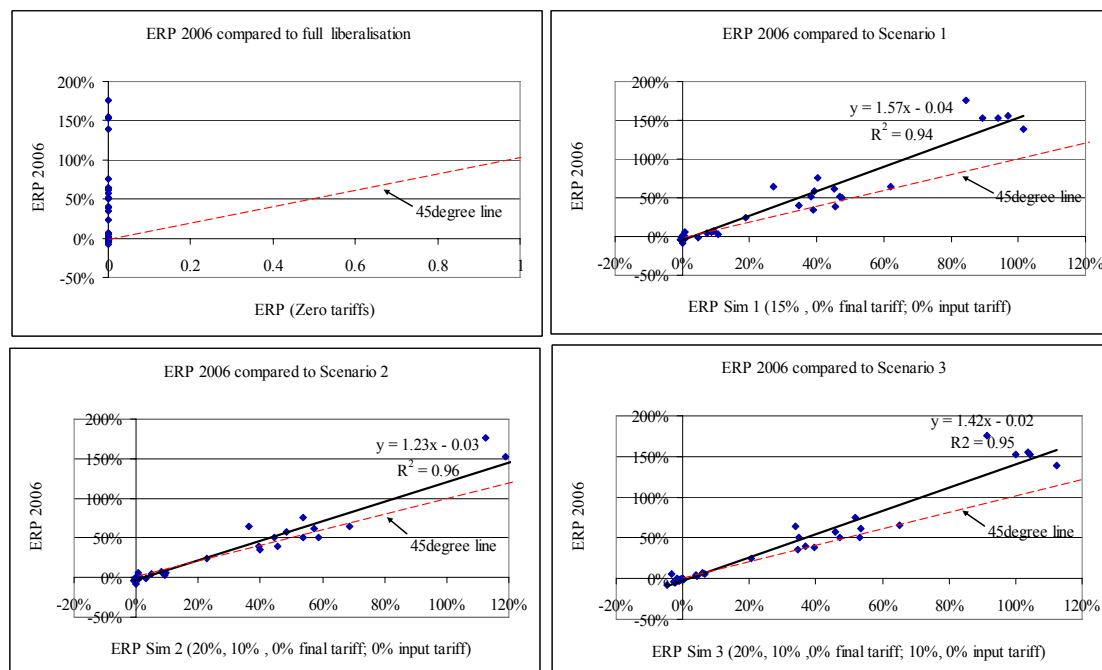 ERP 2006 compared to full liberalisation
200%
150%
100%
50%
0%
-50%
ERP 2006
45degree line
0 0.2 0.4 0.6 0.8 1
ERP (Zero tariffs)
ERP 2006 compared to Scenario 1
y = 1.57x - 0.04
R² = 0.94
200%
150%
100%
50%
0%
-50%
ERP 2006
45degree line
-20% 0% 20% 40% 60% 80% 100% 120%
ERP Sim 1 (15% , 0% final tariff; 0% input tariff)
ERP 2006 compared to Scenario 2
y = 1.23x - 0.03
R² = 0.96
200%
150%
100%
50%
0%
-50%
ERP 2006
45degree line
-20% 0% 20% 40% 60% 80% 100% 120%
ERP Sim 2 (20%, 10% , 0% final tariff; 0% input tariff)
ERP 2006 compared to Scenario 3
y = 1.42x - 0.02
R2 = 0.95
200%
150%
100%
50%
0%
-50%
ERP 2006
45degree line
-20% 0% 20% 40% 60% 80% 100% 120%
ERP Sim 3 (20%, 10% ,0% final tariff; 10%, 0% input tariff)